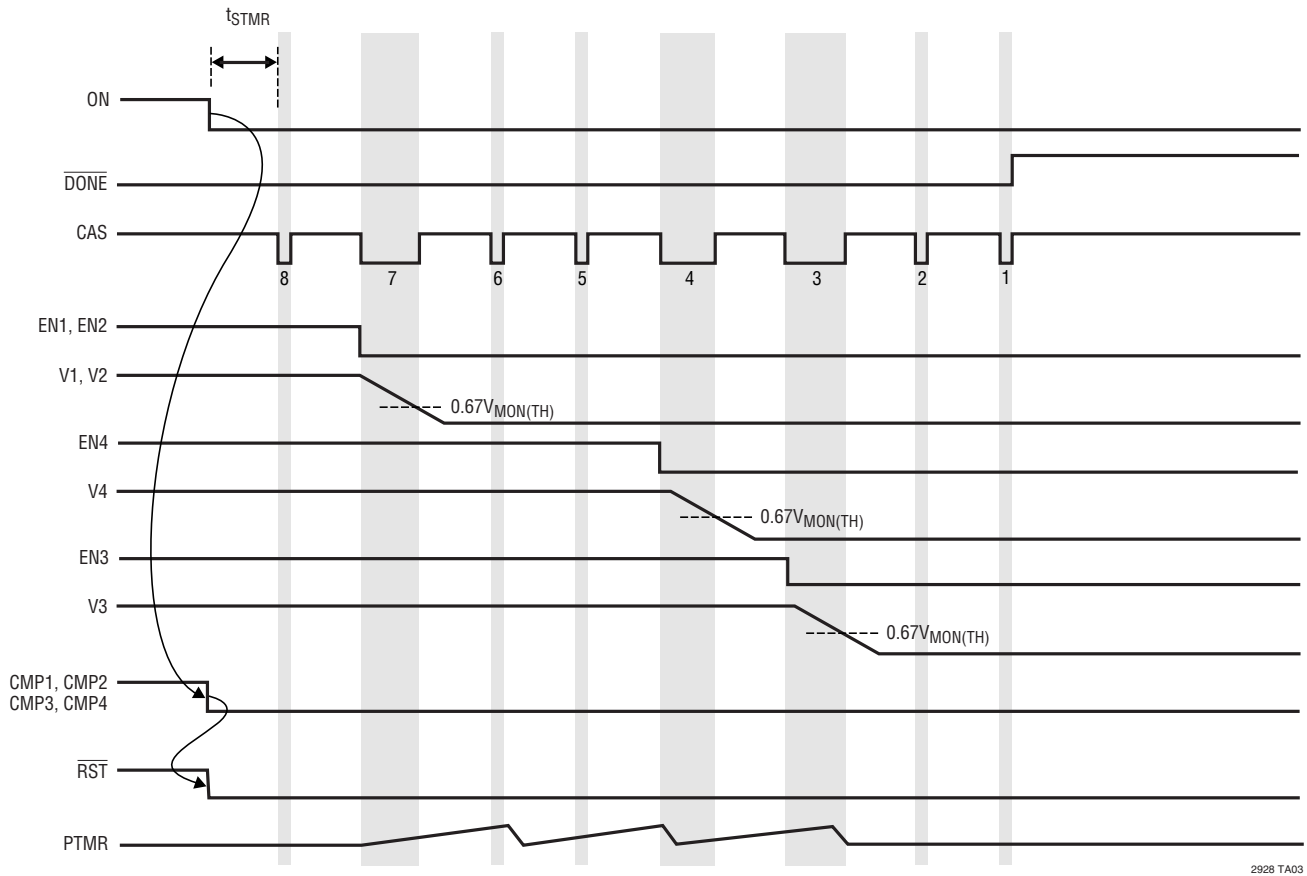 tSTMR
ON
DONE
CAS
8 7 6 5 4 3 2 1
EN1, EN2
V1, V2
0.67VMON(TH)
EN4
V4
0.67VMON(TH)
EN3
V3
0.67VMON(TH)
CMP1, CMP2
CMP3, CMP4
RST
PTMR
2928 TA03